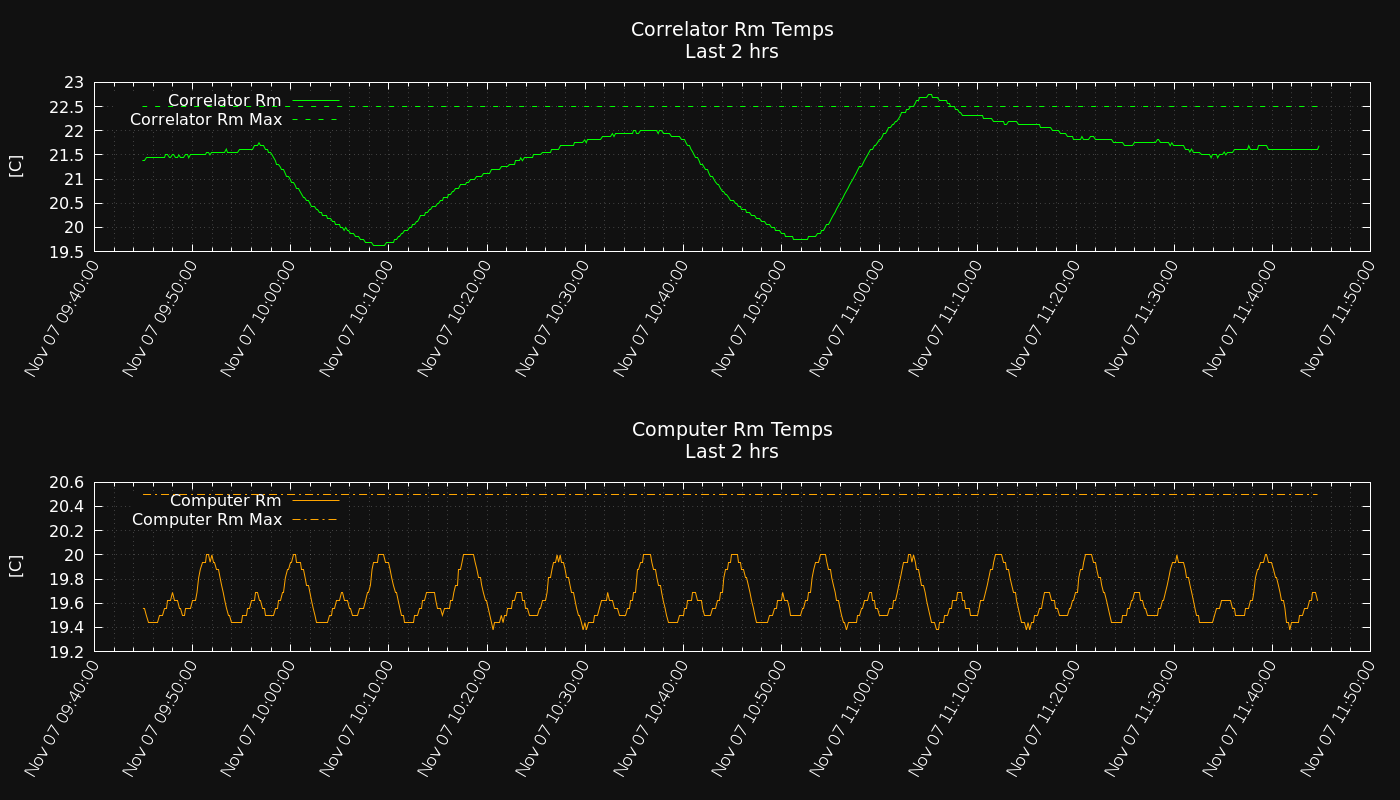 Correlator Rm Temps
Last 2 hrs
23
22.5
22
21.5
21
20.5
20
19.5
[C]
Correlator Rm
Correlator Rm Max
Nov 07 09:40:00
Nov 07 09:50:00
Nov 07 10:00:00
Nov 07 10:10:00
Nov 07 10:20:00
Nov 07 10:30:00
Nov 07 10:40:00
Nov 07 10:50:00
Nov 07 11:00:00
Nov 07 11:10:00
Nov 07 11:20:00
Nov 07 11:30:00
Nov 07 11:40:00
Nov 07 11:50:00
Computer Rm Temps
Last 2 hrs
20.6
20.4
20.2
20
19.8
19.6
19.4
19.2
[C]
Computer Rm
Computer Rm Max
Nov 07 09:40:00
Nov 07 09:50:00
Nov 07 10:00:00
Nov 07 10:10:00
Nov 07 10:20:00
Nov 07 10:30:00
Nov 07 10:40:00
Nov 07 10:50:00
Nov 07 11:00:00
Nov 07 11:10:00
Nov 07 11:20:00
Nov 07 11:30:00
Nov 07 11:40:00
Nov 07 11:50:00